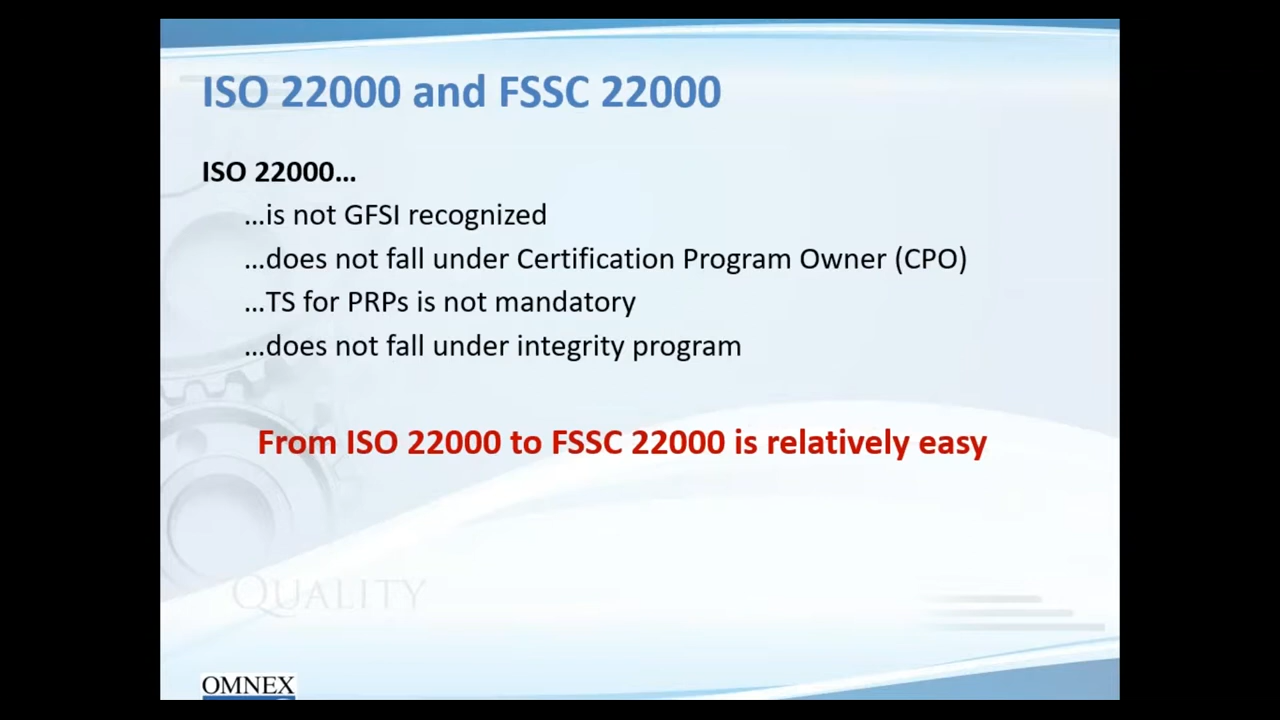 ISO 22000 and FSSC 22000
ISO 22000...
...is not GFSI recognized
...does not fall under Certification Program Owner (CPO)
...TS for PRPs is not mandatory
...does not fall under integrity program
From ISO 22000 to FSSC 22000 is relatively easy
QUALITY
OMNEX